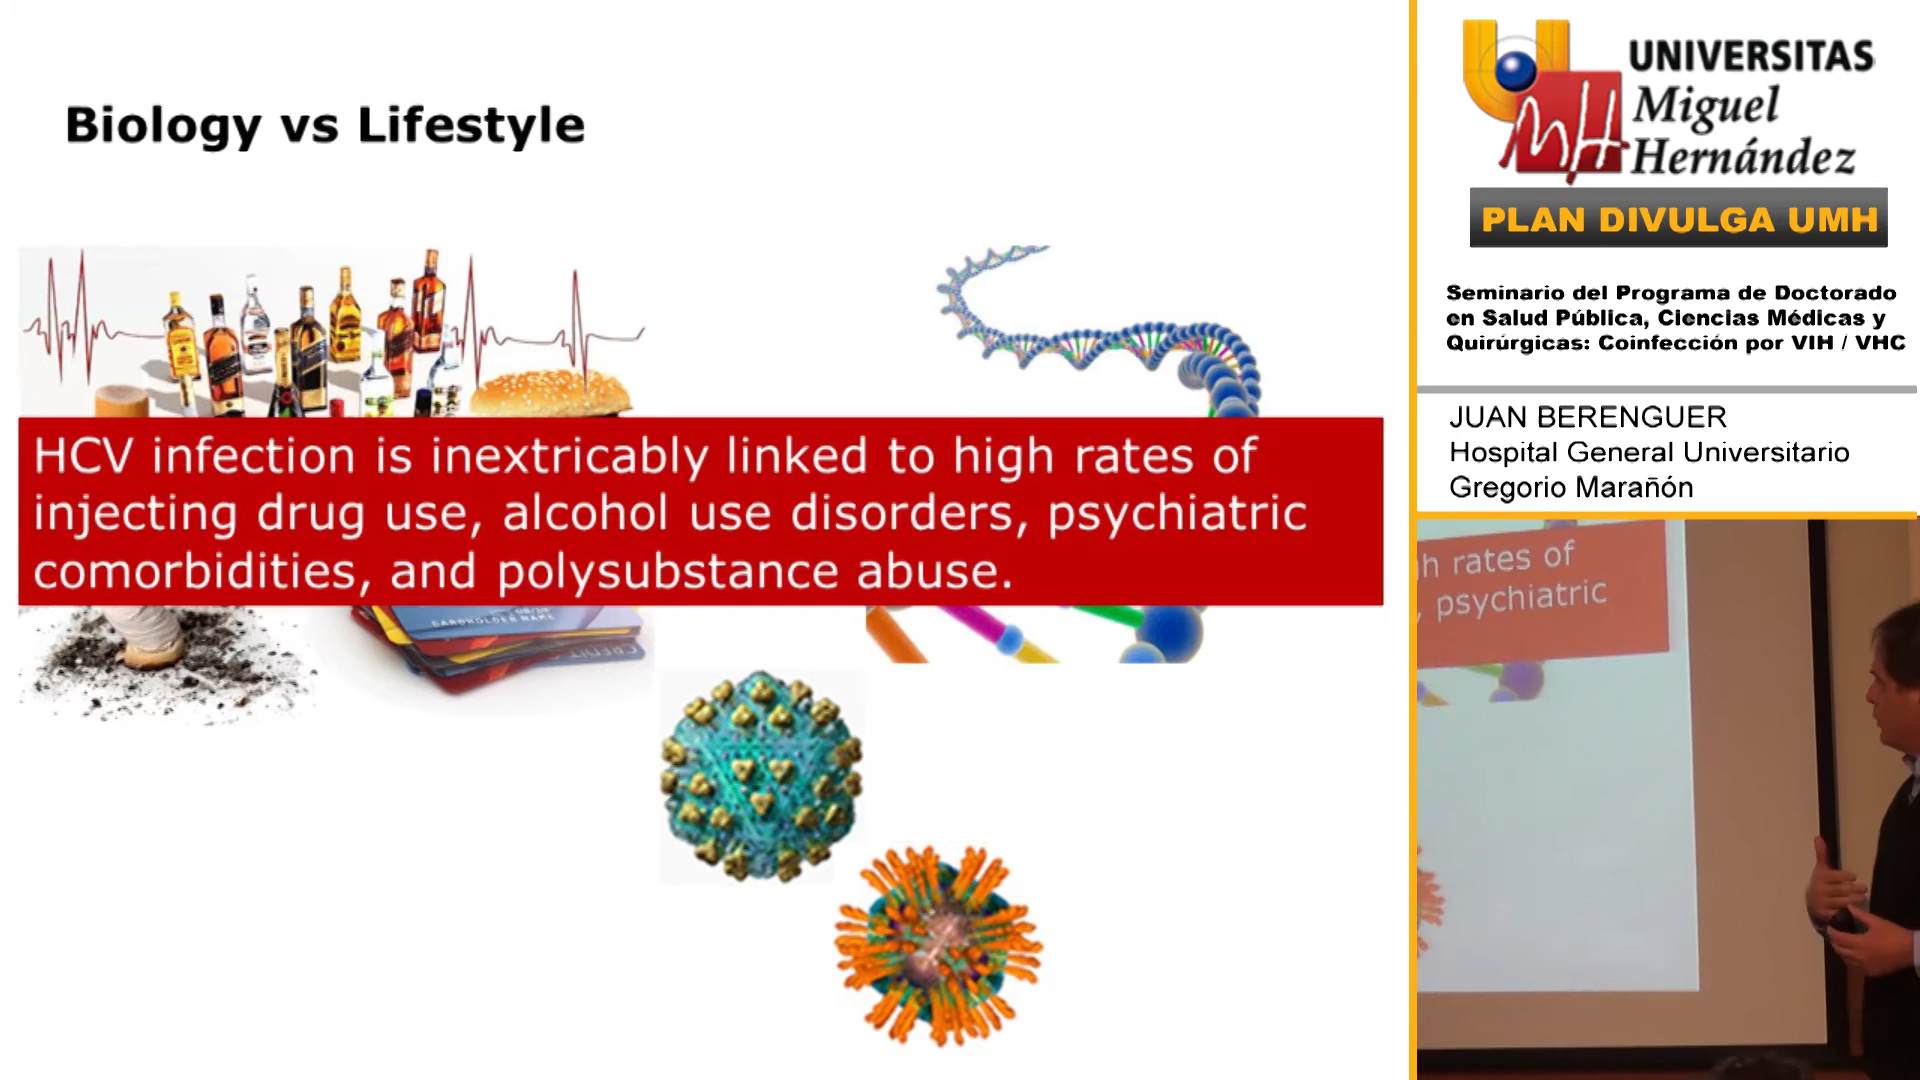 Biology vs Lifestyle
HCV infection is inextricably linked to high rates of
injecting drug use, alcohol use disorders, psychiatric
comorbidities, and polysubstance abuse.
CARDHOLDER NAME
UNIVERSITAS
Miguel
Hernández
PLAN DIVULGA UMH
Seminario del Programa de Doctorado
en Salud Pública, Ciencias Médicas y
Quirúrgicas: Coinfección por VIH / VHC
JUAN BERENGUER
Hospital General Universitario
Gregorio Marañón
h rates of
, psychiatric